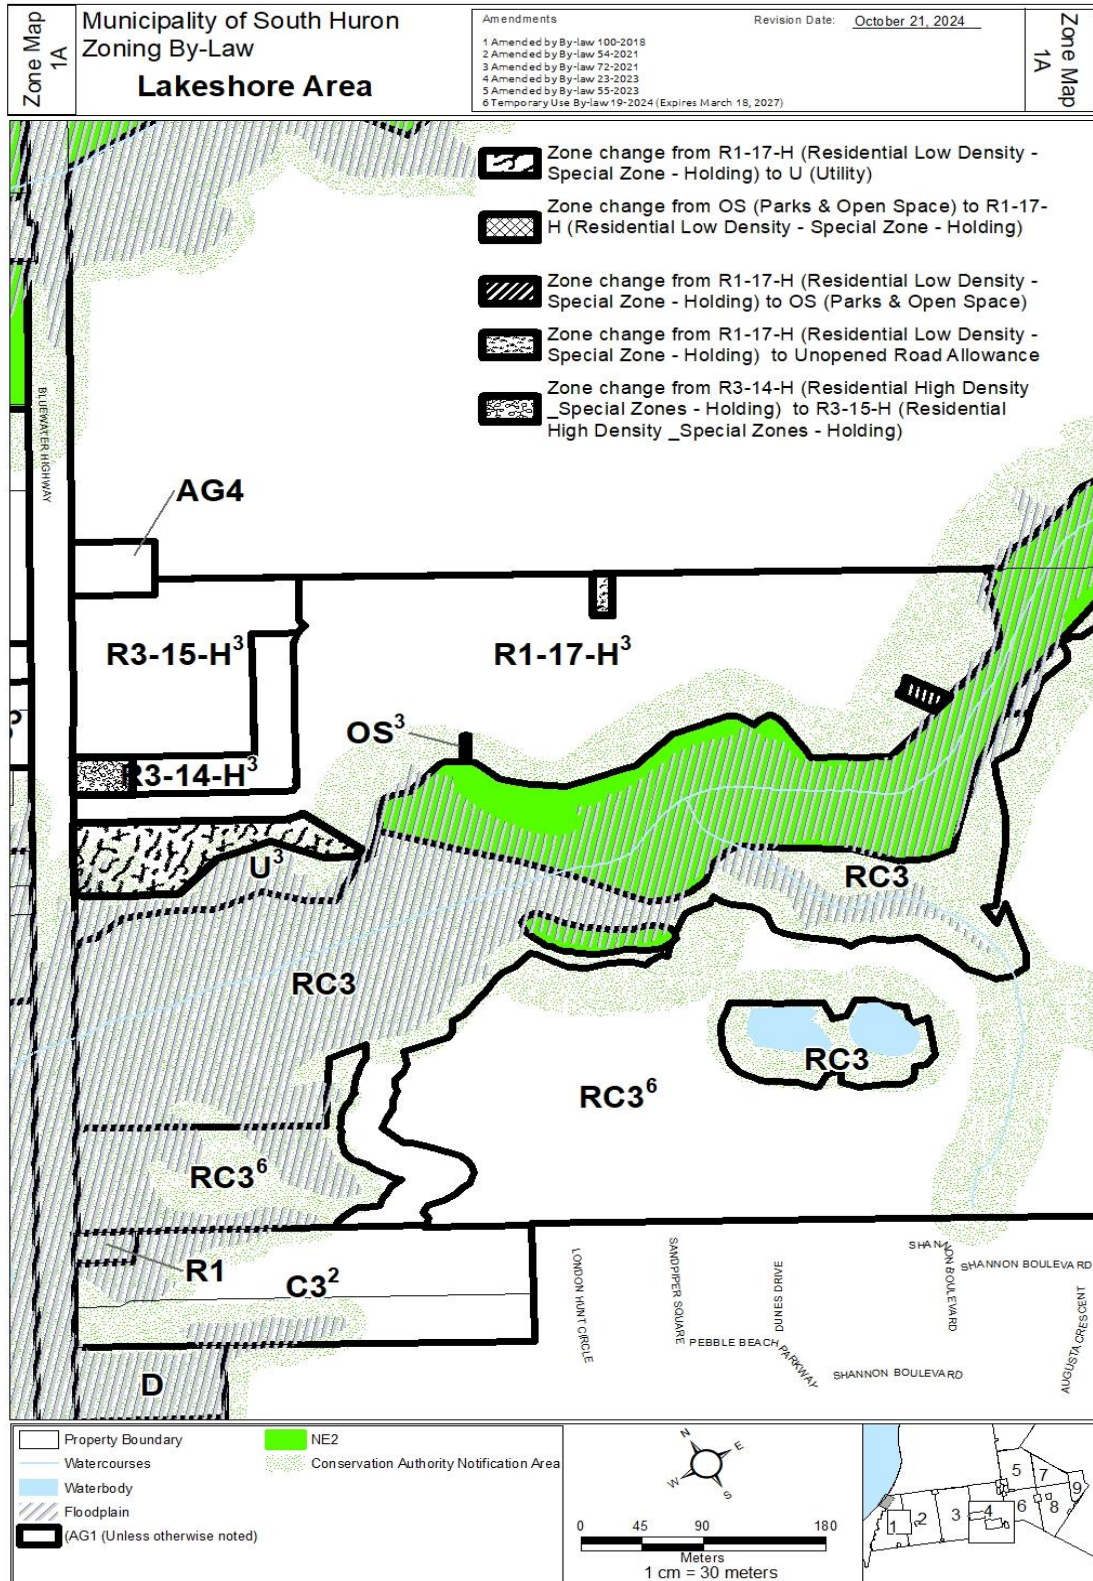 Zone Map
1A
Municipality of South Huron
Zoning By-Law
Lakeshore Area
Amendments
Revision Date: October 21, 2024
1 Amended by By-law 100-2018
2 Amended by By-law 54-2021
3 Amended by By-law 72-2021
4 Amended by By-law 23-2023
5 Amended by By-law 55-2023
6 Temporary Use By-law 19-2024 (Expires March 18, 2027)
Zone Map
1A
Zone change from R1-17-H (Residential Low Density -
Special Zone - Holding) to U (Utility)
Zone change from OS (Parks & Open Space) to R1-17-
H (Residential Low Density - Special Zone - Holding)
Zone change from R1-17-H (Residential Low Density -
Special Zone - Holding) to OS (Parks & Open Space)
Zone change from R1-17-H (Residential Low Density -
Special Zone - Holding) to Unopened Road Allowance
Zone change from R3-14-H (Residential High Density
_Special Zones - Holding) to R3-15-H (Residential
High Density _Special Zones - Holding)
BLUEWATER HIGHWAY
AG4
R3-15-H³
R1-17-H³
OS³
R3-14-H³
U³
RC3
RC3
RC3
RC3⁶
RC3⁶
R1
C3²
D
LONDON HUNT CIRCLE
SANDPIPER SQUARE
DUNES DRIVE
PEBBLE BEACH PARKWAY
SHANNON BOULEVARD
SHANNON BOULEVARD
SHANNON BOULEVARD
AUGUSTA CRESCENT
Property Boundary
Watercourses
Waterbody
Floodplain
(AG1 (Unless otherwise noted)
NE2
Conservation Authority Notification Area
N
E
W
S
0 45 90 180
Meters
1 cm = 30 meters
5 7 9
1 2 3 4 6 8